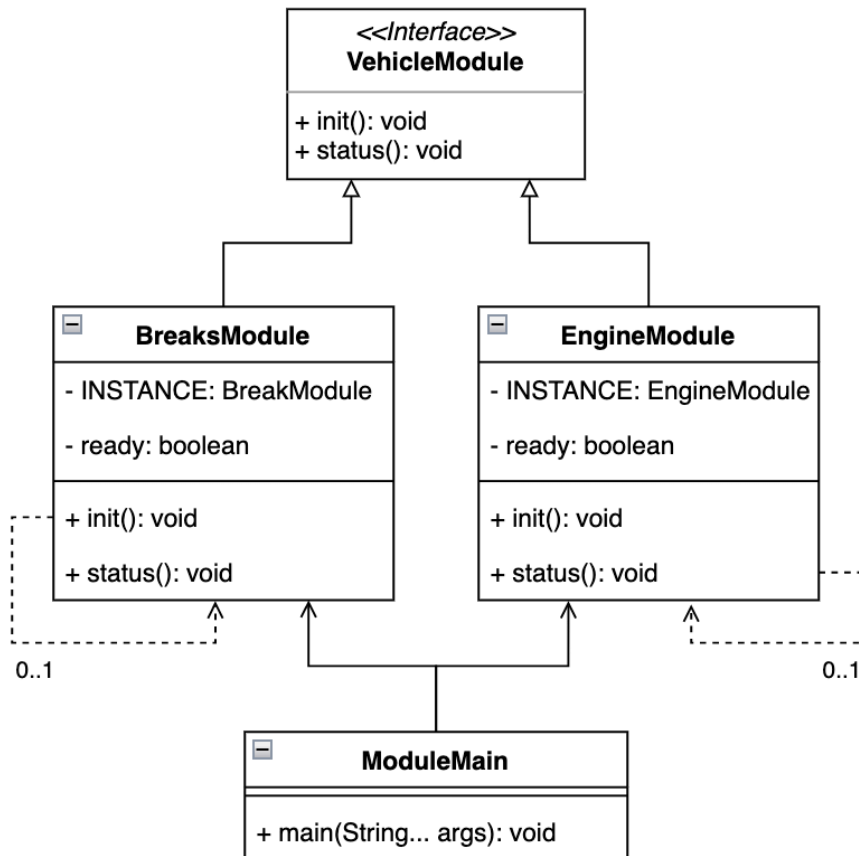 <<Interface>>
VehicleModule
+ init(): void
+ status(): void
BreaksModule
- INSTANCE: BreakModule
- ready: boolean
+ init(): void
+ status(): void
0..1
EngineModule
- INSTANCE: EngineModule
- ready: boolean
+ init(): void
+ status(): void
0..1
ModuleMain
+ main(String... args): void